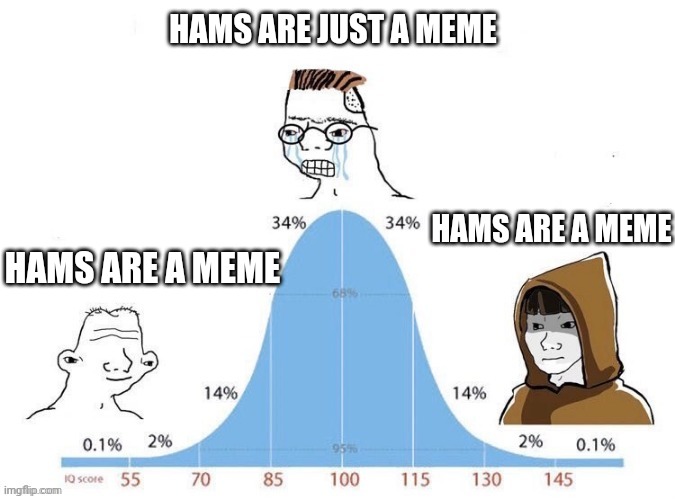 HAMS ARE JUST A MEME
34%
34%
HAMS ARE A MEME
HAMS ARE A MEME
68%
14%
14%
0.1%
2%
95%
2%
0.1%
IQ score 55 70 85 100 115 130 145
imgflip.com